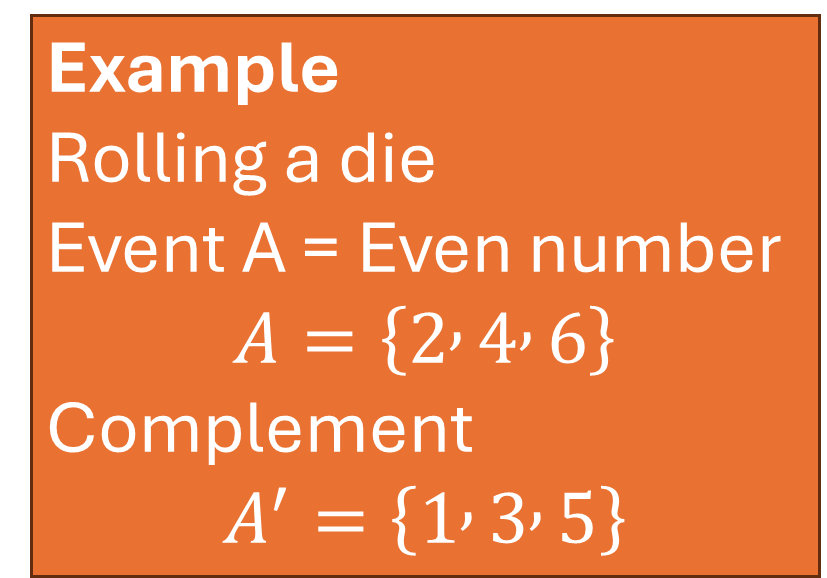 Example
Rolling a die
Event A = Even number
A = {2, 4, 6}
Complement
A′ = {1, 3, 5}